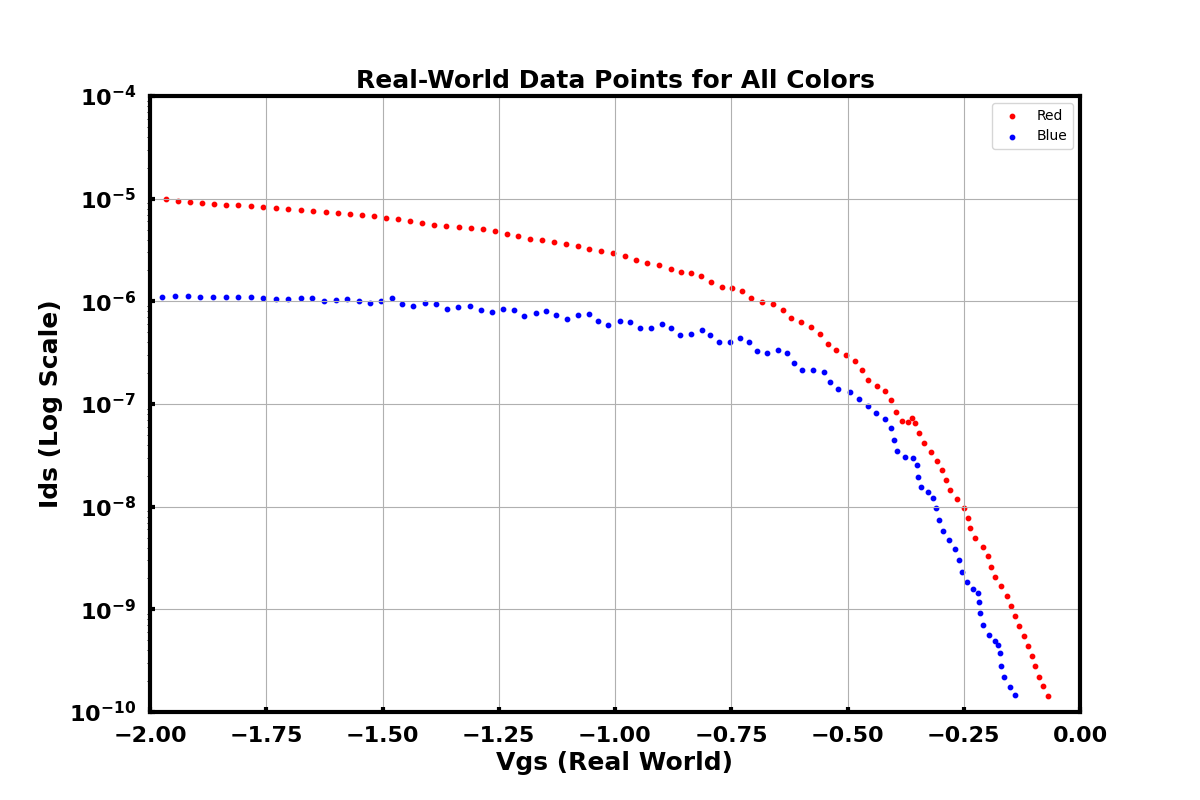 Real-World Data Points for All Colors
10⁻⁴
Red
Blue
10⁻⁵
10⁻⁶
Ids (Log Scale)
10⁻⁷
10⁻⁸
10⁻⁹
10⁻¹⁰
−2.00 −1.75 −1.50 −1.25 −1.00 −0.75 −0.50 −0.25 0.00
Vgs (Real World)